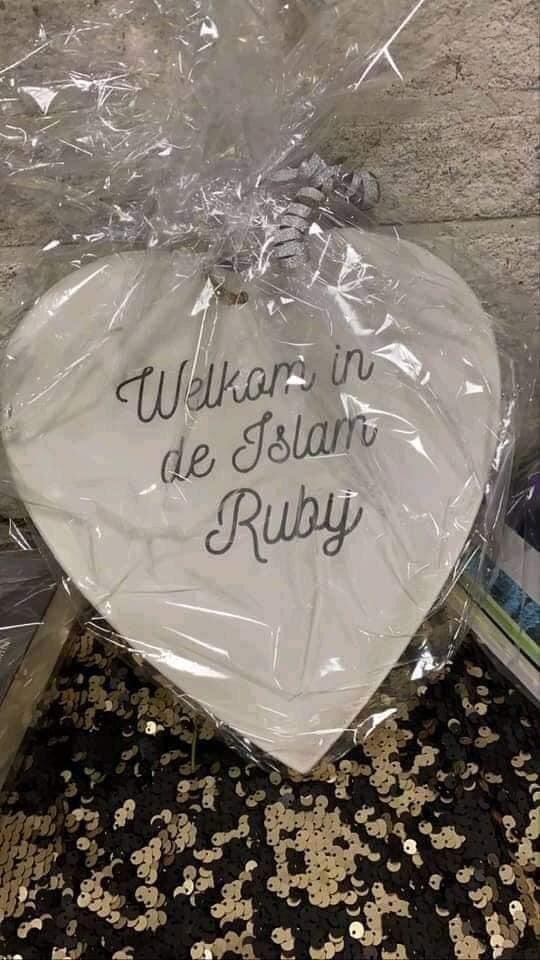 Welkom in
de Islam
Ruby